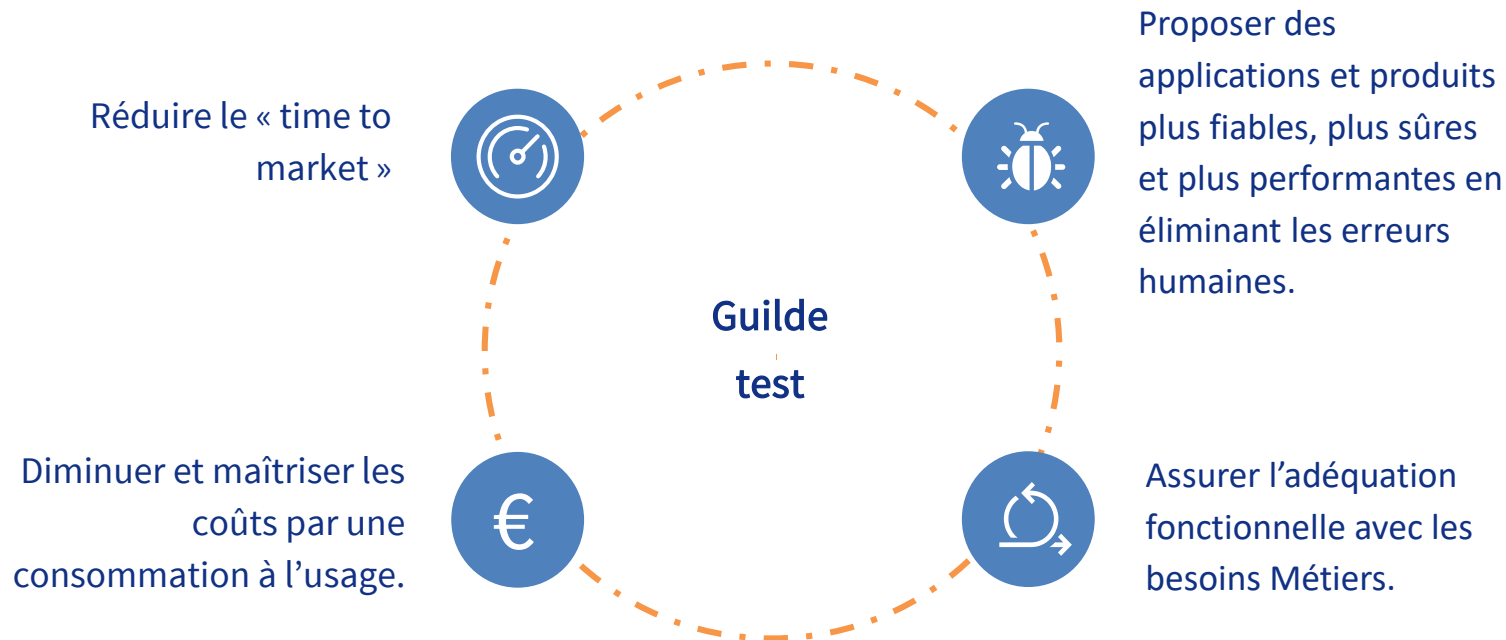 Réduire le « time to
market »
Proposer des
applications et produits
plus fiables, plus sûres
et plus performantes en
éliminant les erreurs
humaines.
Guilde
test
Diminuer et maîtriser les
coûts par une
consommation à l’usage.
€
Assurer l’adéquation
fonctionnelle avec les
besoins Métiers.